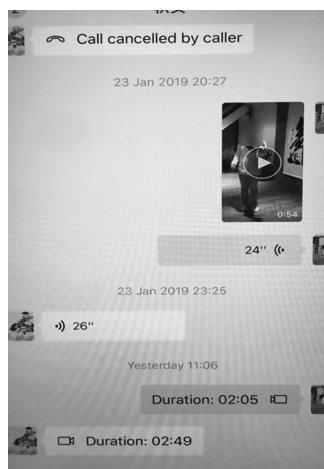 2
Call cancelled by caller
23 Jan 2019 20:27
0:54
24''
23 Jan 2019 23:25
26''
Yesterday 11:06
Duration: 02:05
Duration: 02:49